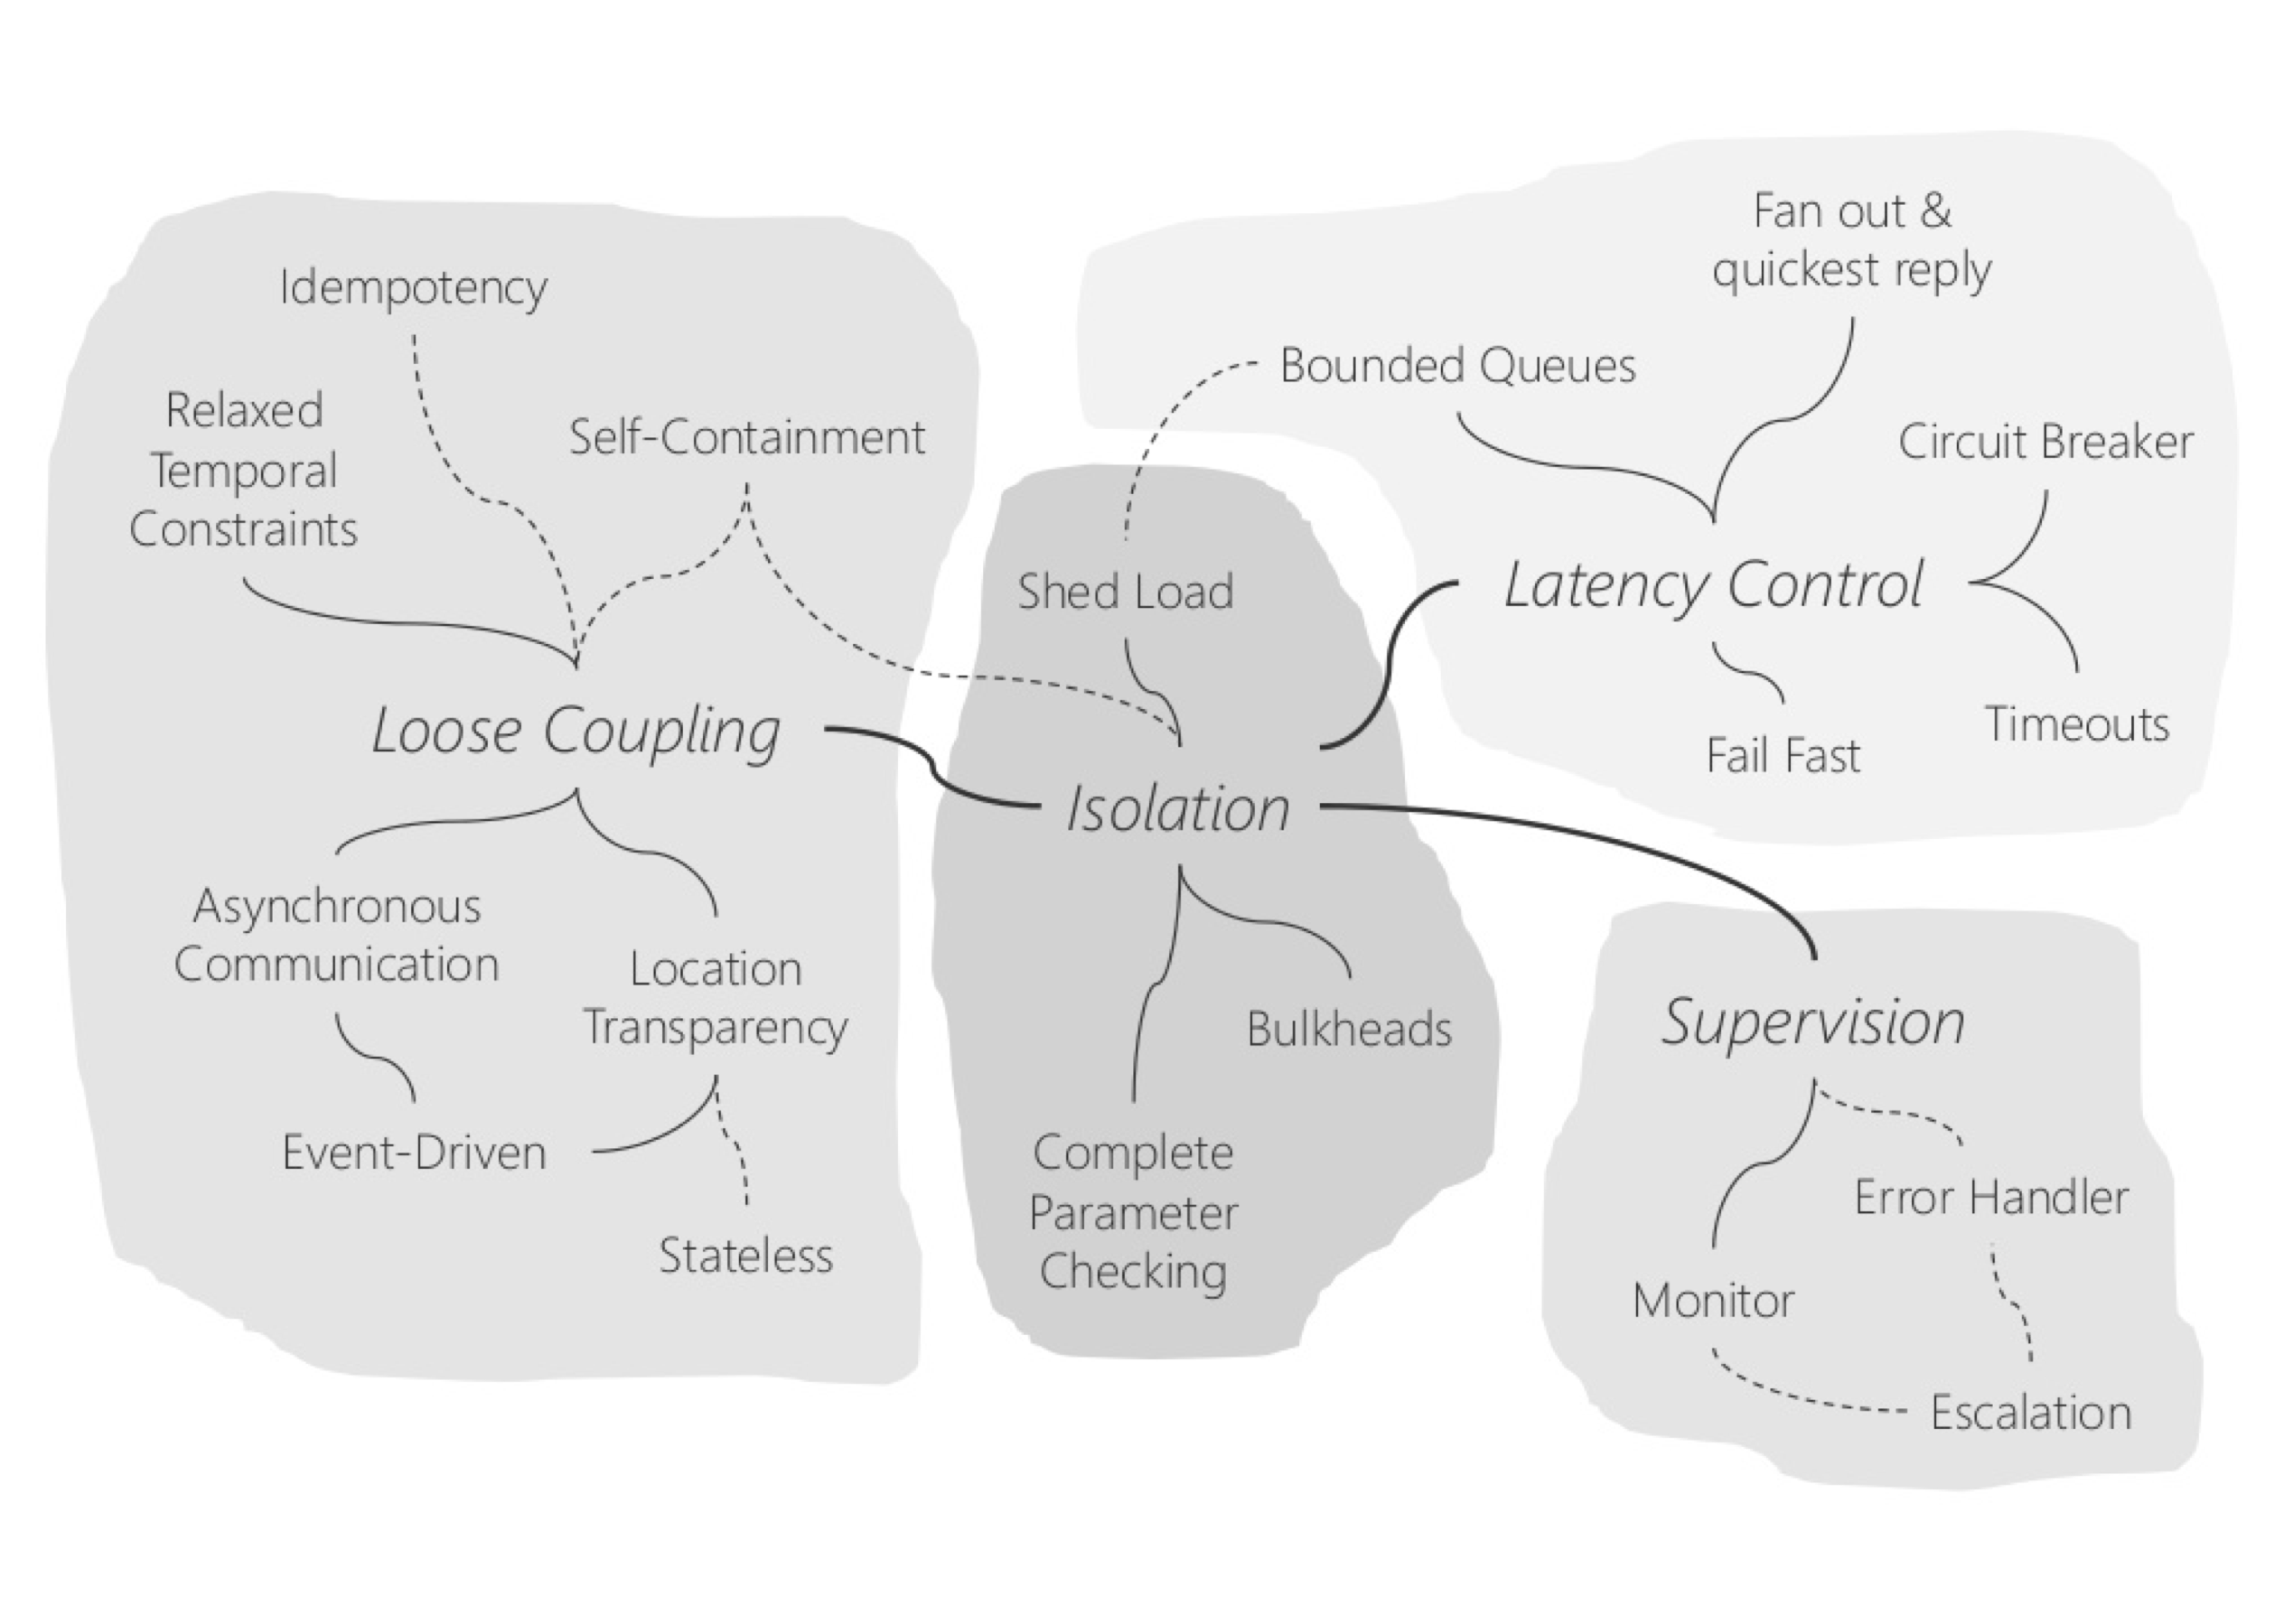 Idempotency
Relaxed
Temporal
Constraints
Self-Containment
Loose Coupling
Asynchronous
Communication
Location
Transparency
Event-Driven
Stateless
Shed Load
Isolation
Bulkheads
Complete
Parameter
Checking
Fan out &
quickest reply
Bounded Queues
Circuit Breaker
Latency Control
Fail Fast
Timeouts
Supervision
Error Handler
Monitor
Escalation